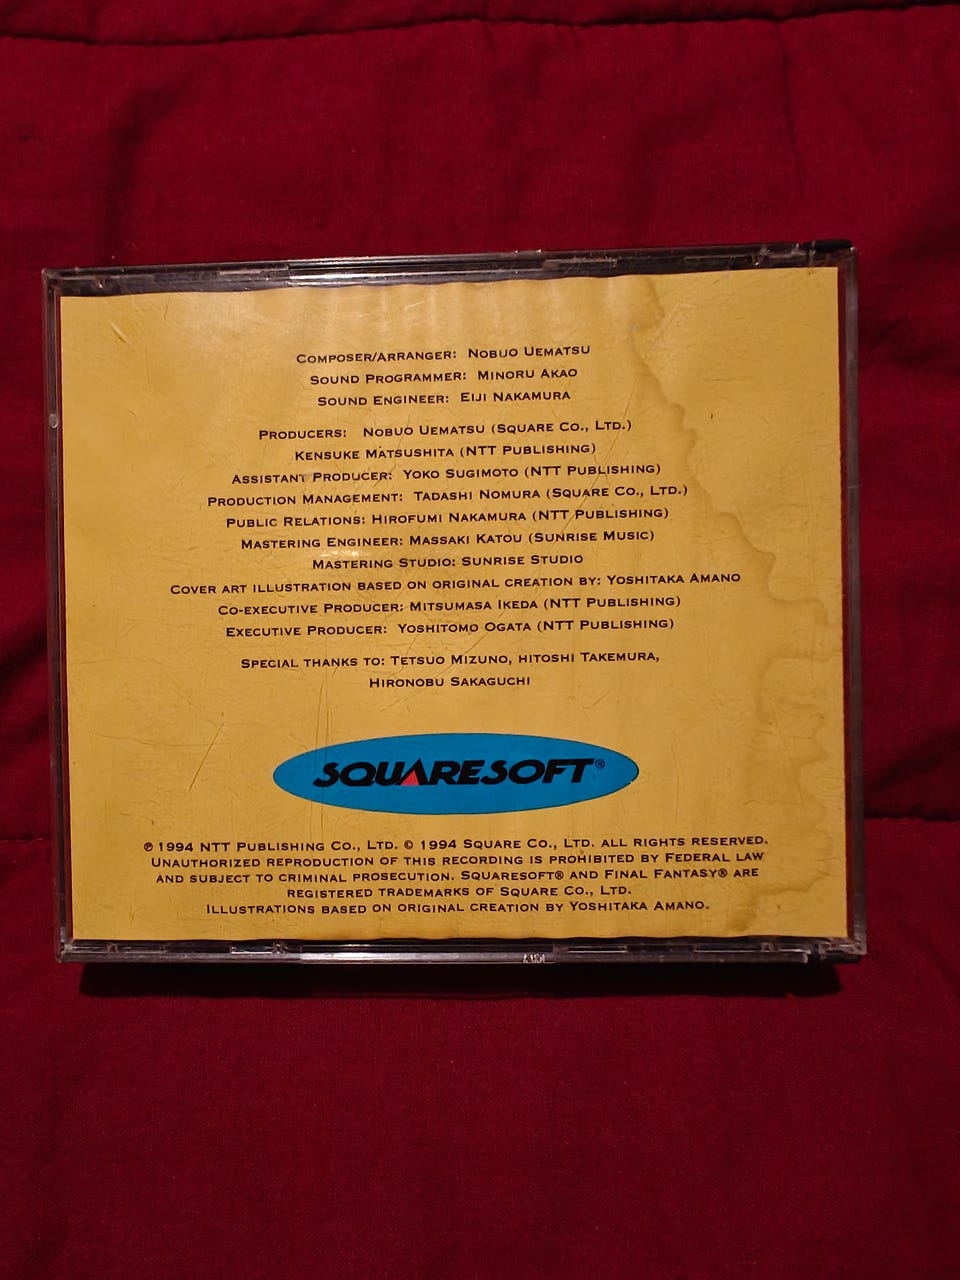 COMPOSER/ARRANGER: NOBUO UEMATSU
SOUND PROGRAMMER: MINORU AKAO
SOUND ENGINEER: EIJI NAKAMURA
PRODUCERS: NOBUO UEMATSU (SQUARE CO., LTD.)
KENSUKE MATSUSHITA (NTT PUBLISHING)
ASSISTANT PRODUCER: YOKO SUGIMOTO (NTT PUBLISHING)
PRODUCTION MANAGEMENT: TADASHI NOMURA (SQUARE CO., LTD.)
PUBLIC RELATIONS: HIROFUMI NAKAMURA (NTT PUBLISHING)
MASTERING ENGINEER: MASSAKI KATOU (SUNRISE MUSIC)
MASTERING STUDIO: SUNRISE STUDIO
COVER ART ILLUSTRATION BASED ON ORIGINAL CREATION BY: YOSHITAKA AMANO
CO-EXECUTIVE PRODUCER: MITSUMASA IKEDA (NTT PUBLISHING)
EXECUTIVE PRODUCER: YOSHITOMO OGATA (NTT PUBLISHING)
SPECIAL THANKS TO: TETSUO MIZUNO, HITOSHI TAKEMURA,
HIRONOBU SAKAGUCHI
SQUARESOFT®
℗ 1994 NTT PUBLISHING CO., LTD. © 1994 SQUARE CO., LTD. ALL RIGHTS RESERVED.
UNAUTHORIZED REPRODUCTION OF THIS RECORDING IS PROHIBITED BY FEDERAL LAW
AND SUBJECT TO CRIMINAL PROSECUTION. SQUARESOFT® AND FINAL FANTASY® ARE
REGISTERED TRADEMARKS OF SQUARE CO., LTD.
ILLUSTRATIONS BASED ON ORIGINAL CREATION BY YOSHITAKA AMANO.